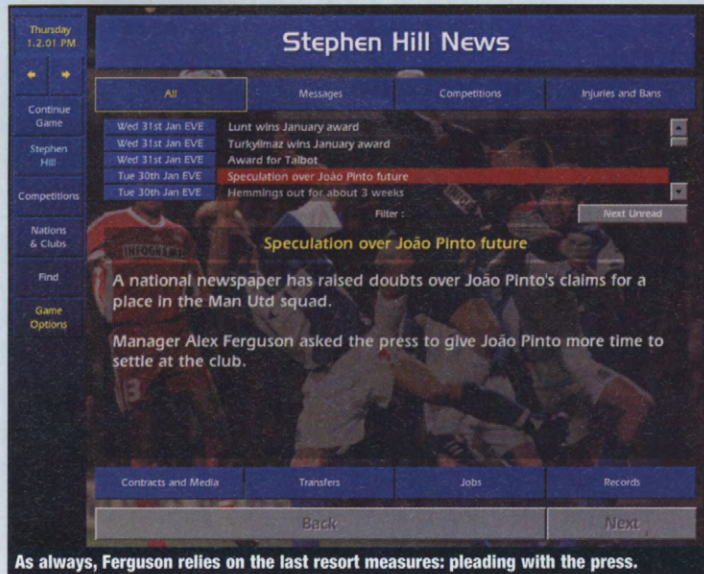 Thursday
1.2.01 PM
Stephen Hill News
All
Messages
Competitions
Injuries and Bans
Continue
Game
Stephen
Hill
Competitions
Nations
& Clubs
Find
Game
Options
Wed 31st Jan EVE Lunt wins January award
Wed 31st Jan EVE Turkyilmaz wins January award
Wed 31st Jan EVE Award for Talbot
Tue 30th Jan EVE Speculation over João Pinto future
Tue 30th Jan EVE Hemmings out for about 3 weeks
Filter :
Next Unread
INFOGRAMES
Speculation over João Pinto future
A national newspaper has raised doubts over João Pinto's claims for a
place in the Man Utd squad.
Manager Alex Ferguson asked the press to give João Pinto more time to
settle at the club.
3
Contracts and Media
Transfers
Jobs
Records
Back
Next
As always, Ferguson relies on the last resort measures: pleading with the press.